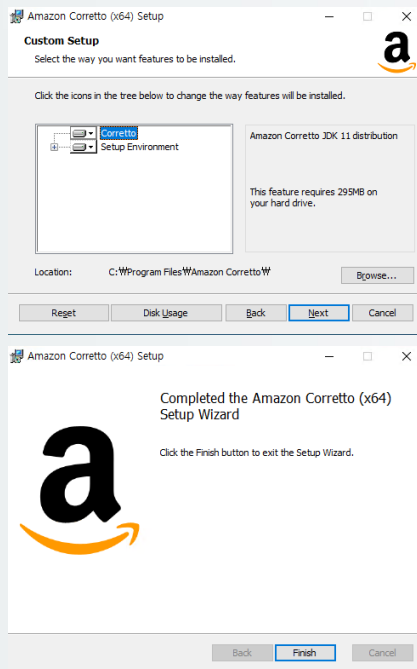 Amazon Corretto (x64) Setup
Custom Setup
Select the way you want features to be installed.
a
Click the icons in the tree below to change the way features will be installed.
Corretto
Setup Environment
Amazon Corretto JDK 11 distribution
This feature requires 295MB on
your hard drive.
Location: C:₩Program Files₩Amazon Corretto₩
Browse...
Reset Disk Usage Back Next Cancel
Amazon Corretto (x64) Setup
Completed the Amazon Corretto (x64)
Setup Wizard
Click the Finish button to exit the Setup Wizard.
a
Back Finish Cancel